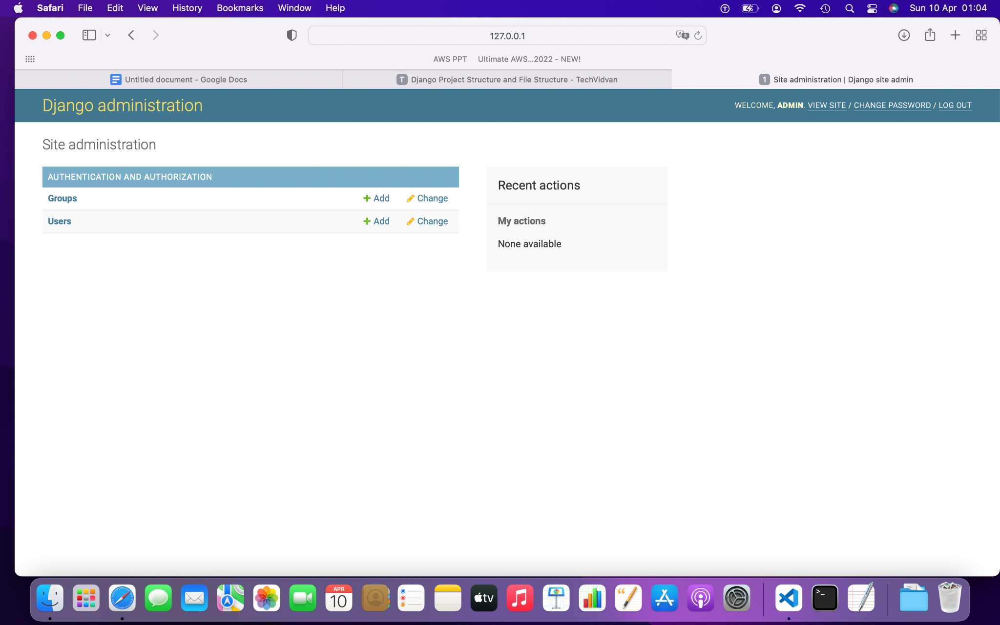 Safari File Edit View History Bookmarks Window Help Sun 10 Apr 01:04
127.0.0.1
AWS PPT Ultimate AWS...2022 - NEW!
Untitled document - Google Docs T Django Project Structure and File Structure - TechVidvan 1 Site administration | Django site admin
Django administration WELCOME, ADMIN. VIEW SITE / CHANGE PASSWORD / LOG OUT
Site administration
AUTHENTICATION AND AUTHORIZATION
Groups Add Change
Users Add Change
Recent actions
My actions
None available
APR
10
tv
>_